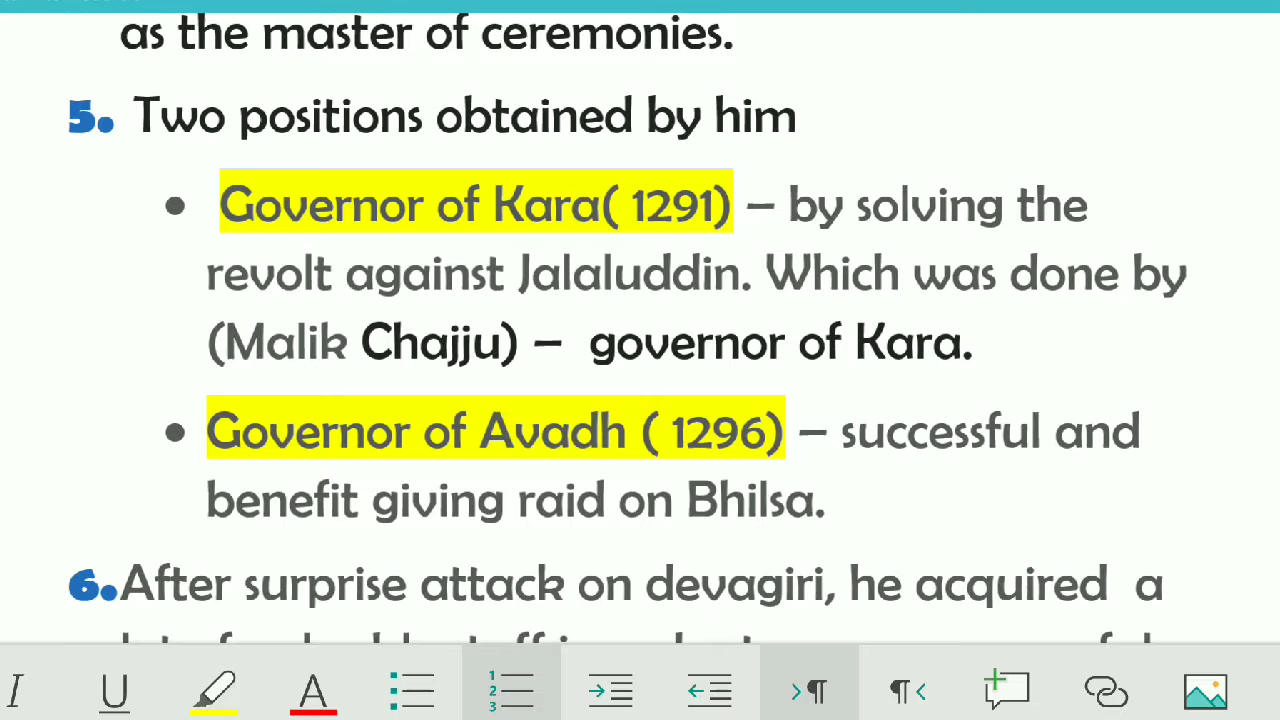 as the master of ceremonies.
5. Two positions obtained by him
• Governor of Kara( 1291) – by solving the
revolt against Jalaluddin. Which was done by
(Malik Chajju) – governor of Kara.
• Governor of Avadh ( 1296) – successful and
benefit giving raid on Bhilsa.
6.After surprise attack on devagiri, he acquired a